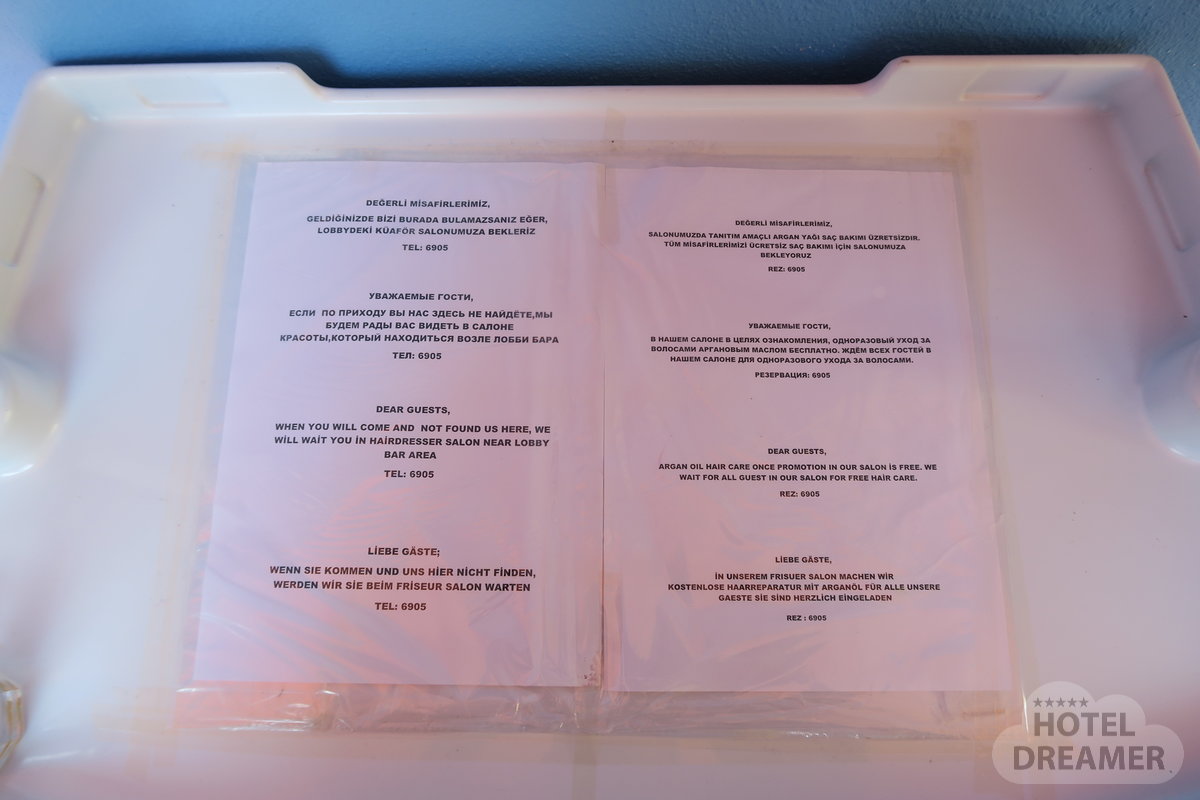 DEĞERLİ MİSAFİRLERİMİZ,
GELDİĞİNİZDE BİZİ BURADA BULAMAZSANIZ EĞER,
LOBBYDEKİ KÜAFÖR SALONUMUZA BEKLERİZ
TEL: 6905
УВАЖАЕМЫЕ ГОСТИ,
ЕСЛИ ПО ПРИХОДУ ВЫ НАС ЗДЕСЬ НЕ НАЙДЁТЕ,МЫ
БУДЕМ РАДЫ ВАС ВИДЕТЬ В САЛОНЕ
КРАСОТЫ,КОТОРЫЙ НАХОДИТЬСЯ ВОЗЛЕ ЛОББИ БАРА
ТЕЛ: 6905
DEAR GUESTS,
WHEN YOU WILL COME AND NOT FOUND US HERE, WE
WİLL WAİT YOU İN HAİRDRESSER SALON NEAR LOBBY
BAR AREA
TEL: 6905
LİEBE GÄSTE;
WENN SIE KOMMEN UND UNS HİER NİCHT FİNDEN,
WERDEN WİR SİE BEİM FRİSEUR SALON WARTEN
TEL: 6905
DEĞERLİ MİSAFİRLERİMİZ,
SALONUMUZDA TANITIM AMAÇLI ARGAN YAĞI SAÇ BAKIMI ÜZRETSİZDIR.
TÜM MİSAFİRLERİMİZİ ÜCRETSİZ SAÇ BAKIMI İÇİN SALONUMUZA
BEKLEYORUZ
REZ: 6905
УВАЖАЕМЫЕ ГОСТИ,
В НАШЕМ САЛОНЕ В ЦЕЛЯХ ОЗНАКОМЛЕНИЯ, ОДНОРАЗОВЫЙ УХОД ЗА
ВОЛОСАМИ АРГАНОВЫМ МАСЛОМ БЕСПЛАТНО. ЖДЁМ ВСЕХ ГОСТЕЙ В
НАШЕМ САЛОНЕ ДЛЯ ОДНОРАЗОВОГО УХОДА ЗА ВОЛОСАМИ.
РЕЗЕРВАЦИЯ: 6905
DEAR GUESTS,
ARGAN OIL HAIR CARE ONCE PROMOTION IN OUR SALON İS FREE. WE
WAIT FOR ALL GUEST IN OUR SALON FOR FREE HAİR CARE.
REZ: 6905
LİEBE GÄSTE,
İN UNSEREM FRISUER SALON MACHEN WİR
KOSTENLOSE HAARREPARATUR MİT ARGANÖL FÜR ALLE UNSERE
GAESTE SİE SİND HERZLİCH EİNGELADEN
REZ : 6905
HOTEL
DREAMER